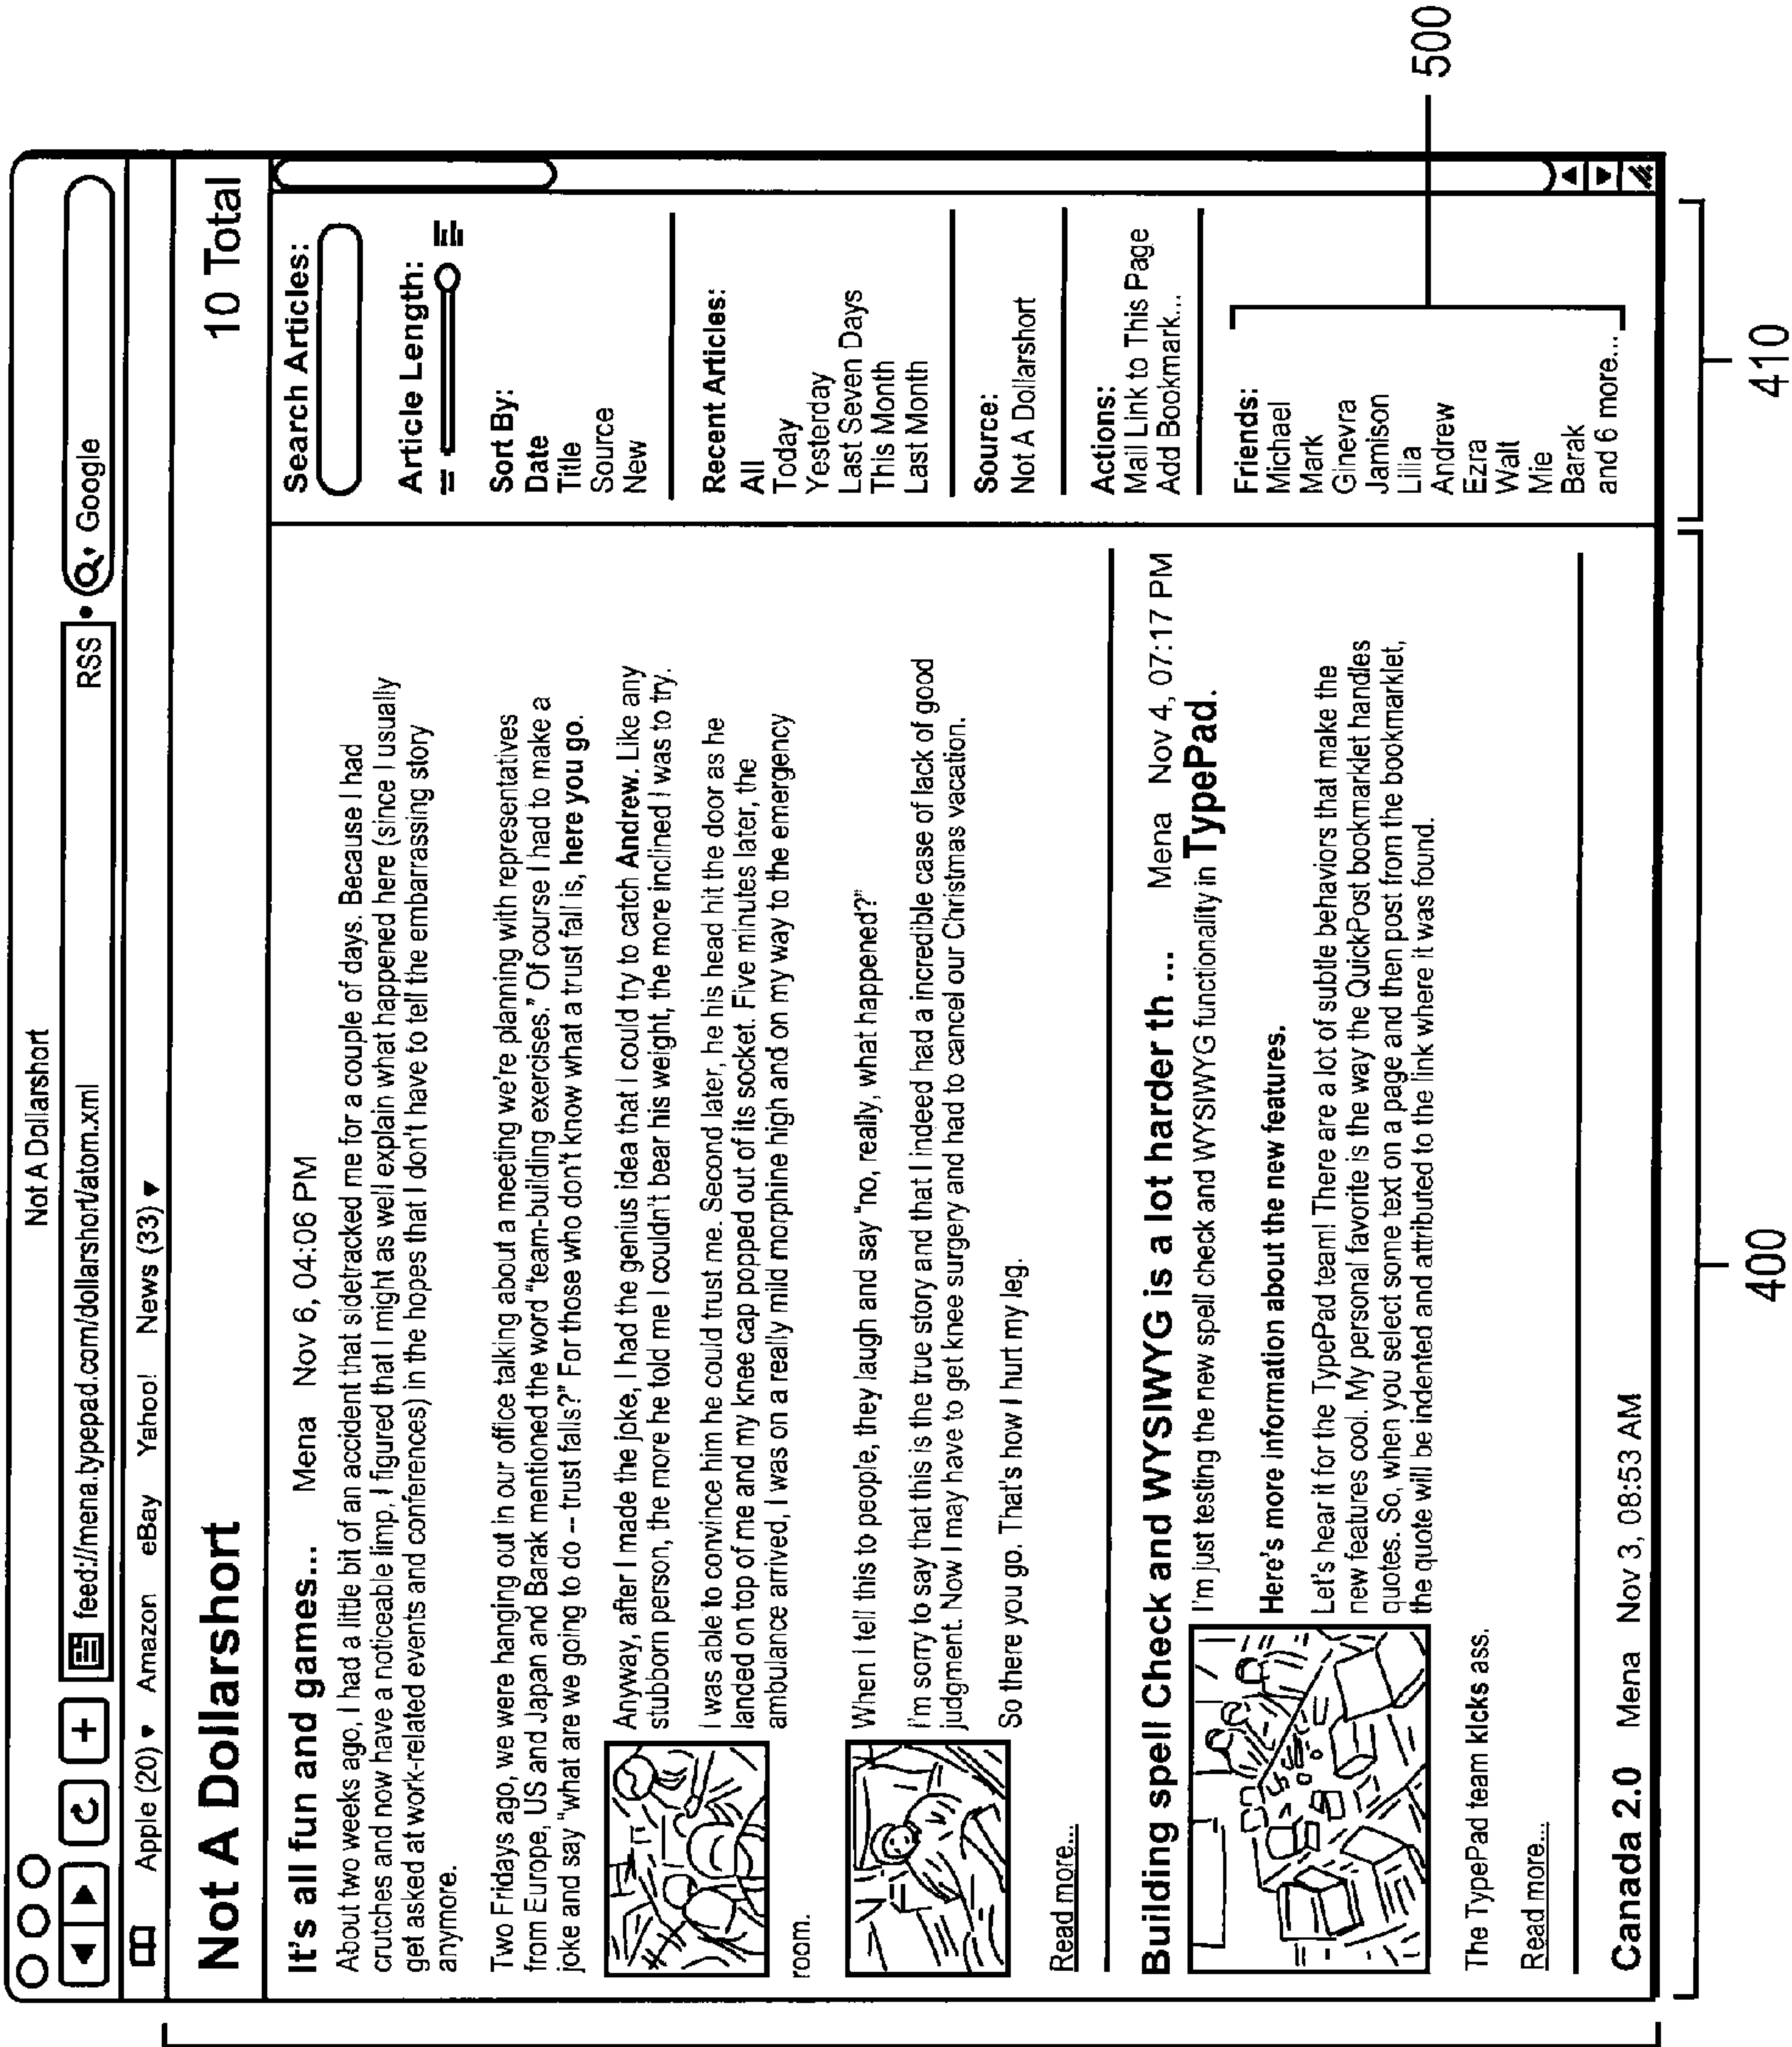 Not A Dollarshort
feed://mena.typepad.com/dollarshort/atom.xml RSS Google
Apple (20) Amazon eBay Yahoo! News (33)
Not A Dollarshort 10 Total
It's all fun and games... Mena Nov 6, 04:06 PM
About two weeks ago, I had a little bit of an accident that sidetracked me for a couple of days. Because I had
crutches and now have a noticeable limp, I figured that I might as well explain what happened here (since I usually
get asked at work-related events and conferences) in the hopes that I don't have to tell the embarrassing story
anymore.
Two Fridays ago, we were hanging out in our office talking about a meeting we're planning with representatives
from Europe, US and Japan and Barak mentioned the word "team-building exercises." Of course I had to make a
joke and say "what are we going to do -- trust falls?" For those who don't know what a trust fall is, here you go.
Anyway, after I made the joke, I had the genius idea that I could try to catch Andrew. Like any
stubborn person, the more he told me I couldn't bear his weight, the more inclined I was to try.
I was able to convince him he could trust me. Second later, he his head hit the door as he
landed on top of me and my knee cap popped out of its socket. Five minutes later, the
ambulance arrived, I was on a really mild morphine high and on my way to the emergency
room.
When I tell this to people, they laugh and say "no, really, what happened?"
I'm sorry to say that this is the true story and that I indeed had a incredible case of lack of good
judgment. Now I may have to get knee surgery and had to cancel our Christmas vacation.
So there you go. That's how I hurt my leg.
Read more...
Building spell Check and WYSIWYG is a lot harder th ... Mena Nov 4, 07:17 PM
I'm just testing the new spell check and WYSIWYG functionality in TypePad.
Here's more information about the new features.
Let's hear it for the TypePad team! There are a lot of subtle behaviors that make the
new features cool. My personal favorite is the way the QuickPost bookmarklet handles
quotes. So, when you select some text on a page and then post from the bookmarklet,
the quote will be indented and attributed to the link where it was found.
The TypePad team kicks ass.
Read more...
Canada 2.0 Mena Nov 3, 08:53 AM
Search Articles:
Article Length:
Sort By:
Date
Title
Source
New
Recent Articles:
All
Today
Yesterday
Last Seven Days
This Month
Last Month
Source:
Not A Dollarshort
Actions:
Mail Link to This Page
Add Bookmark...
Friends:
Michael
Mark
Ginevra
Jamison
Lilia
Andrew
Ezra
Walt
Mie
Barak
and 6 more...
500
400
410